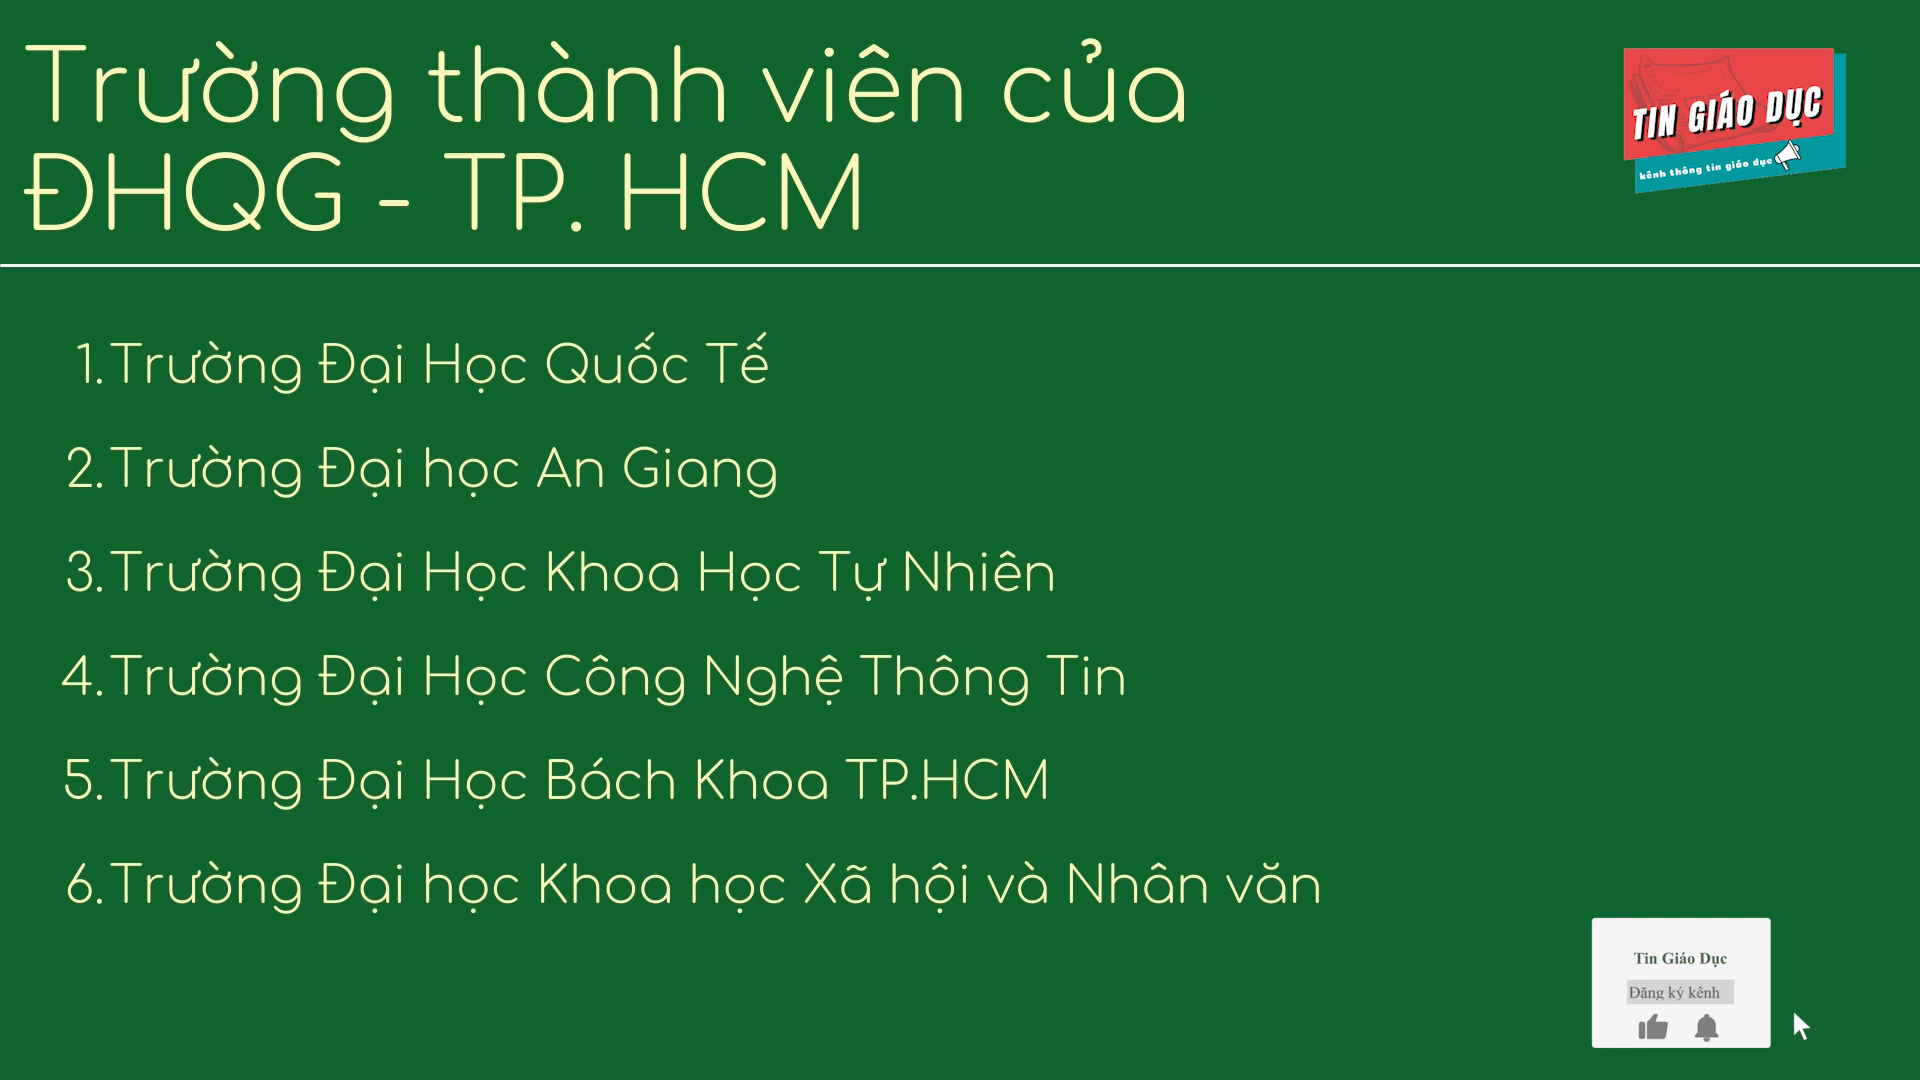 Trường thành viên của
ĐHQG - TP. HCM
TIN GIÁO DỤC
kênh thông tin giáo dục
1.Trường Đại Học Quốc Tế
2.Trường Đại học An Giang
3.Trường Đại Học Khoa Học Tự Nhiên
4.Trường Đại Học Công Nghệ Thông Tin
5.Trường Đại Học Bách Khoa TP.HCM
6.Trường Đại học Khoa học Xã hội và Nhân văn
Tin Giáo Dục
Đăng ký kênh